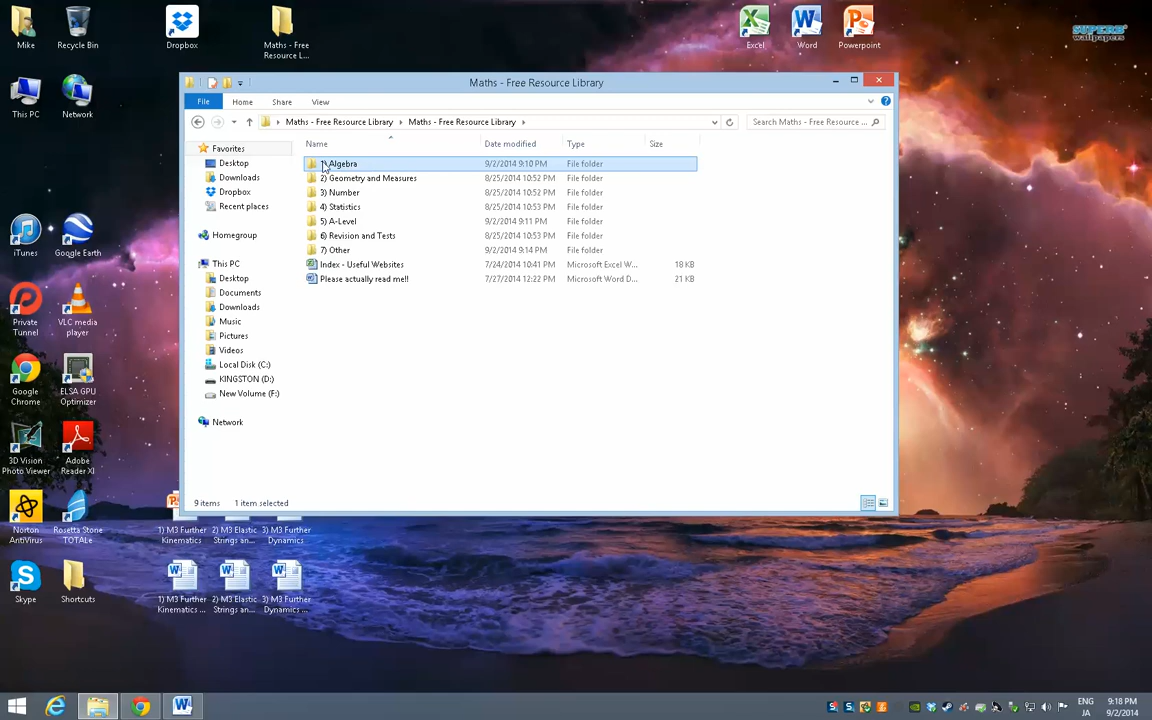 Mike
Recycle Bin
Dropbox
Maths - Free
Resource L...
Excel
Word
Powerpoint
SUPERB
wallpapers
This PC
Network
iTunes
Google Earth
Private
Tunnel
VLC media
player
Google
Chrome
ELSA GPU
Optimizer
3D Vision
Photo Viewer
Adobe
Reader XI
Norton
AntiVirus
Rosetta Stone
TOTALe
Skype
Shortcuts
1) M3 Further
Kinematics
2) M3 Elastic
Strings an...
3) M3 Further
Dynamics
1) M3 Further
Kinematics ...
2) M3 Elastic
Strings an...
3) M3 Further
Dynamics ...
Maths - Free Resource Library
File Home Share View
Maths - Free Resource Library Maths - Free Resource Library
Search Maths - Free Resource ...
Favorites
Desktop
Downloads
Dropbox
Recent places
Homegroup
This PC
Desktop
Documents
Downloads
Music
Pictures
Videos
Local Disk (C:)
KINGSTON (D:)
New Volume (F:)
Network
Name Date modified Type Size
1) Algebra 9/2/2014 9:10 PM File folder
2) Geometry and Measures 8/25/2014 10:52 PM File folder
3) Number 8/25/2014 10:52 PM File folder
4) Statistics 8/25/2014 10:53 PM File folder
5) A-Level 9/2/2014 9:11 PM File folder
6) Revision and Tests 8/25/2014 10:53 PM File folder
7) Other 9/2/2014 9:14 PM File folder
Index - Useful Websites 7/24/2014 10:41 PM Microsoft Excel W... 18 KB
Please actually read me!! 7/27/2014 12:22 PM Microsoft Word D... 21 KB
9 items 1 item selected
ENG
JA
9:18 PM
9/2/2014